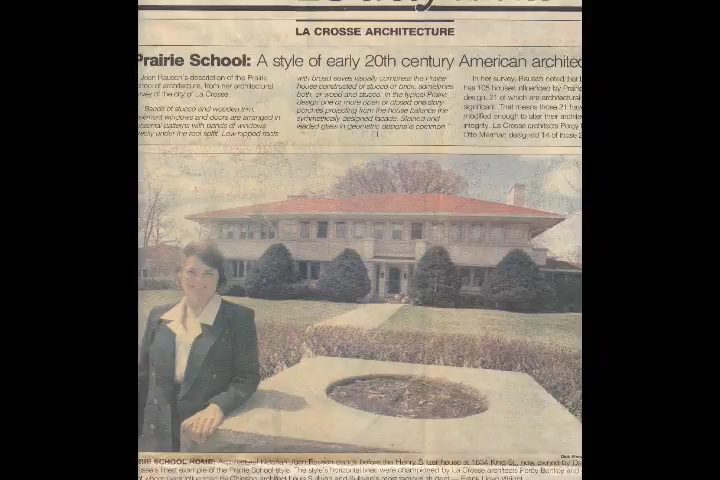 LA CROSSE ARCHITECTURE
Prairie School: A style of early 20th century American architec
Joan Rausch's description of the Prairie
School of architecture, from her architectural
survey of the city of La Crosse.
Bands of stucco and wooden trim,
casement windows and doors are arranged in
horizontal patterns with bands of windows
directly under the roof soffit. Low-hipped roofs
with broad eaves visually compress the Prairie
house constructed of stucco or brick, sometimes
both, or wood and stucco. In the typical Prairie
design one or more open or closed one-story
porches projecting from the house balance the
symmetrically designed facade. Stained and
leaded glass in geometric designs is common.
In her survey, Rausch noted that L
has 105 houses influenced by Prairie
design, 21 of which are architectural
significant. That means those 21 have
modified enough to alter their archite
integrity. La Crosse architects Percy B
Otto Merman designed 14 of those 2
SCHOOL HOME: Architectural historian Joan Rausch stands before the Henry Salzer house at 1634 King St., now owned by
finest example of the Prairie School style. The style's horizontal lines were championed by La Crosse architects Percy Bentley and
of whom were influenced by Chicago architect Louis Sullivan and Sullivan's most famous student — Frank Lloyd Wright.